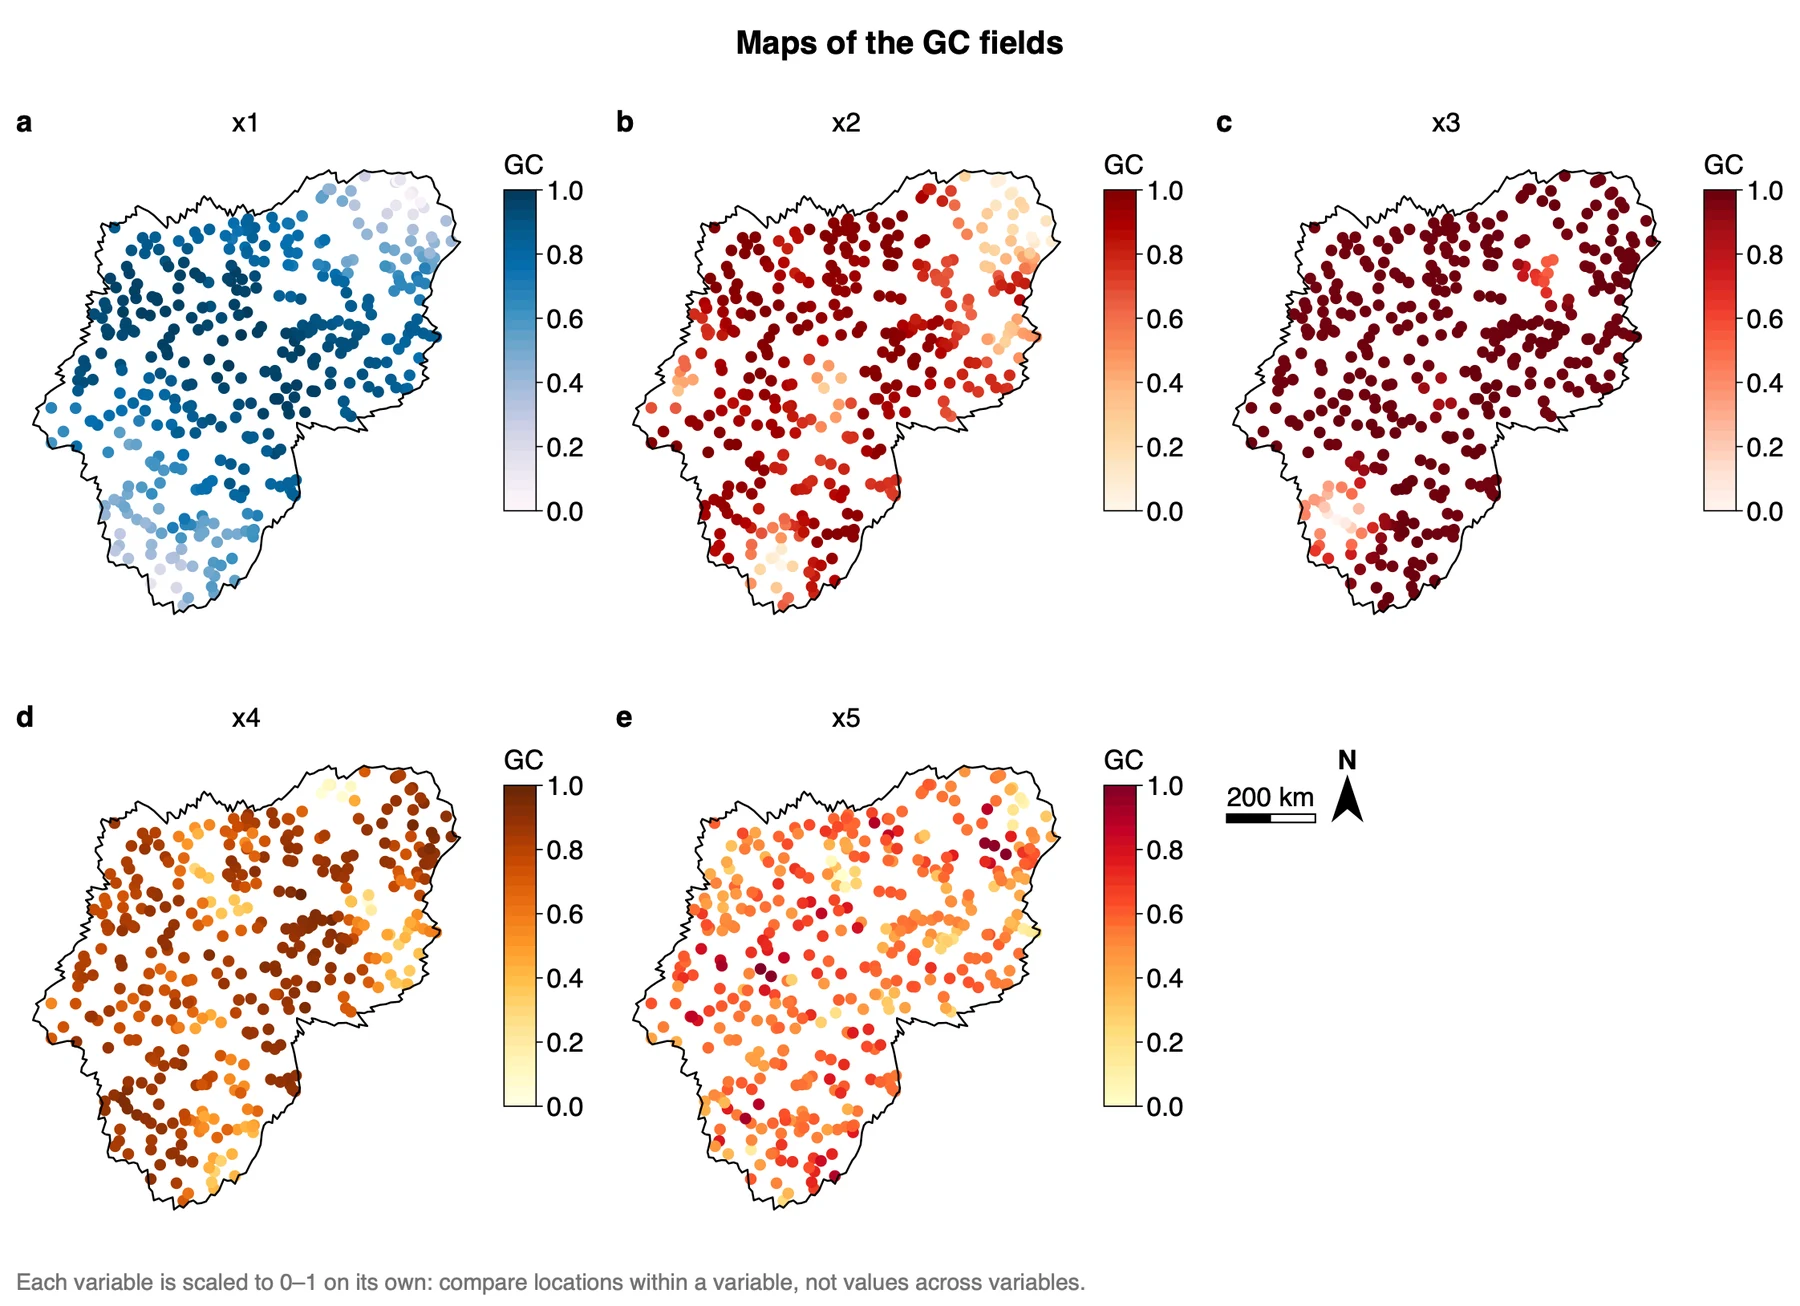 Maps of the GC fields
a x1
GC
1.0
0.8
0.6
0.4
0.2
0.0
b x2
GC
1.0
0.8
0.6
0.4
0.2
0.0
c x3
GC
1.0
0.8
0.6
0.4
0.2
0.0
d x4
GC
1.0
0.8
0.6
0.4
0.2
0.0
e x5
GC
1.0
0.8
0.6
0.4
0.2
0.0
N
200 km
Each variable is scaled to 0–1 on its own: compare locations within a variable, not values across variables.